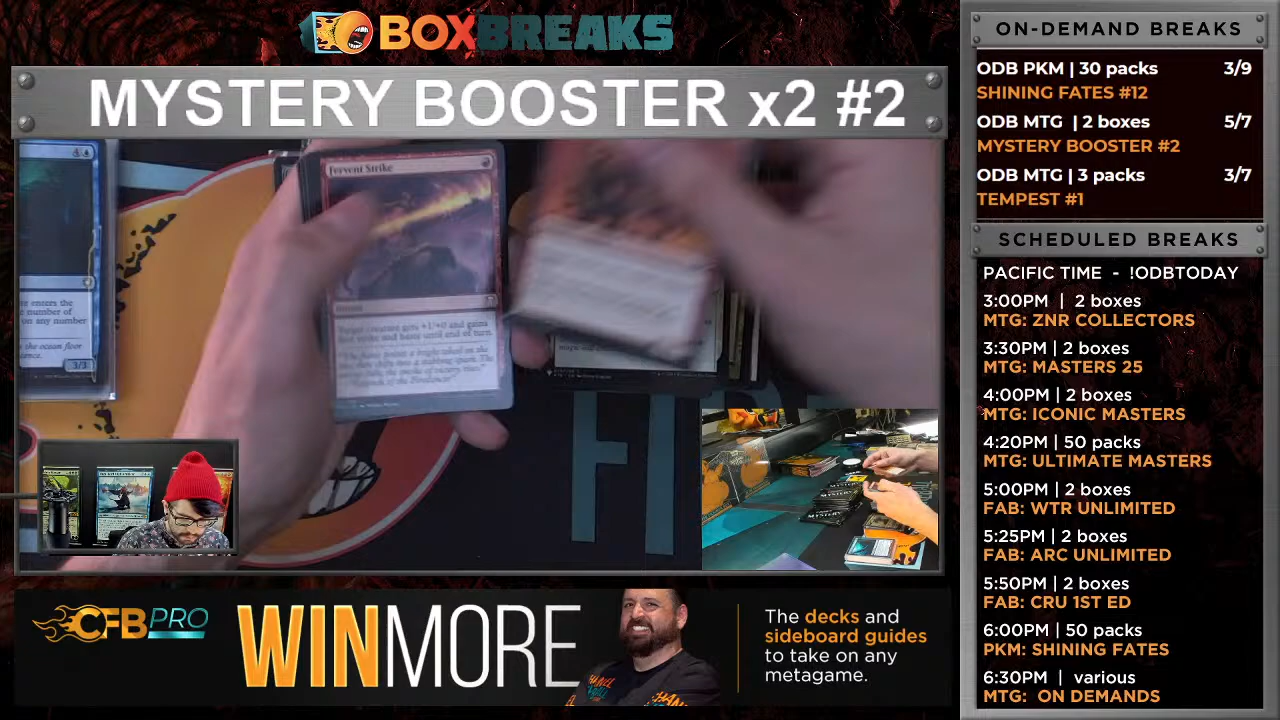 BOXBREAKS
MYSTERY BOOSTER x2 #2
Fervent Strike
3/3
CFBPRO
WINMORE
The decks and
sideboard guides
to take on any
metagame.
ON-DEMAND BREAKS
ODB PKM | 30 packs 3/9
SHINING FATES #12
ODB MTG | 2 boxes 5/7
MYSTERY BOOSTER #2
ODB MTG | 3 packs 3/7
TEMPEST #1
SCHEDULED BREAKS
PACIFIC TIME - !ODBTODAY
3:00PM | 2 boxes
MTG: ZNR COLLECTORS
3:30PM | 2 boxes
MTG: MASTERS 25
4:00PM | 2 boxes
MTG: ICONIC MASTERS
4:20PM | 50 packs
MTG: ULTIMATE MASTERS
5:00PM | 2 boxes
FAB: WTR UNLIMITED
5:25PM | 2 boxes
FAB: ARC UNLIMITED
5:50PM | 2 boxes
FAB: CRU 1ST ED
6:00PM | 50 packs
PKM: SHINING FATES
6:30PM | various
MTG: ON DEMANDS